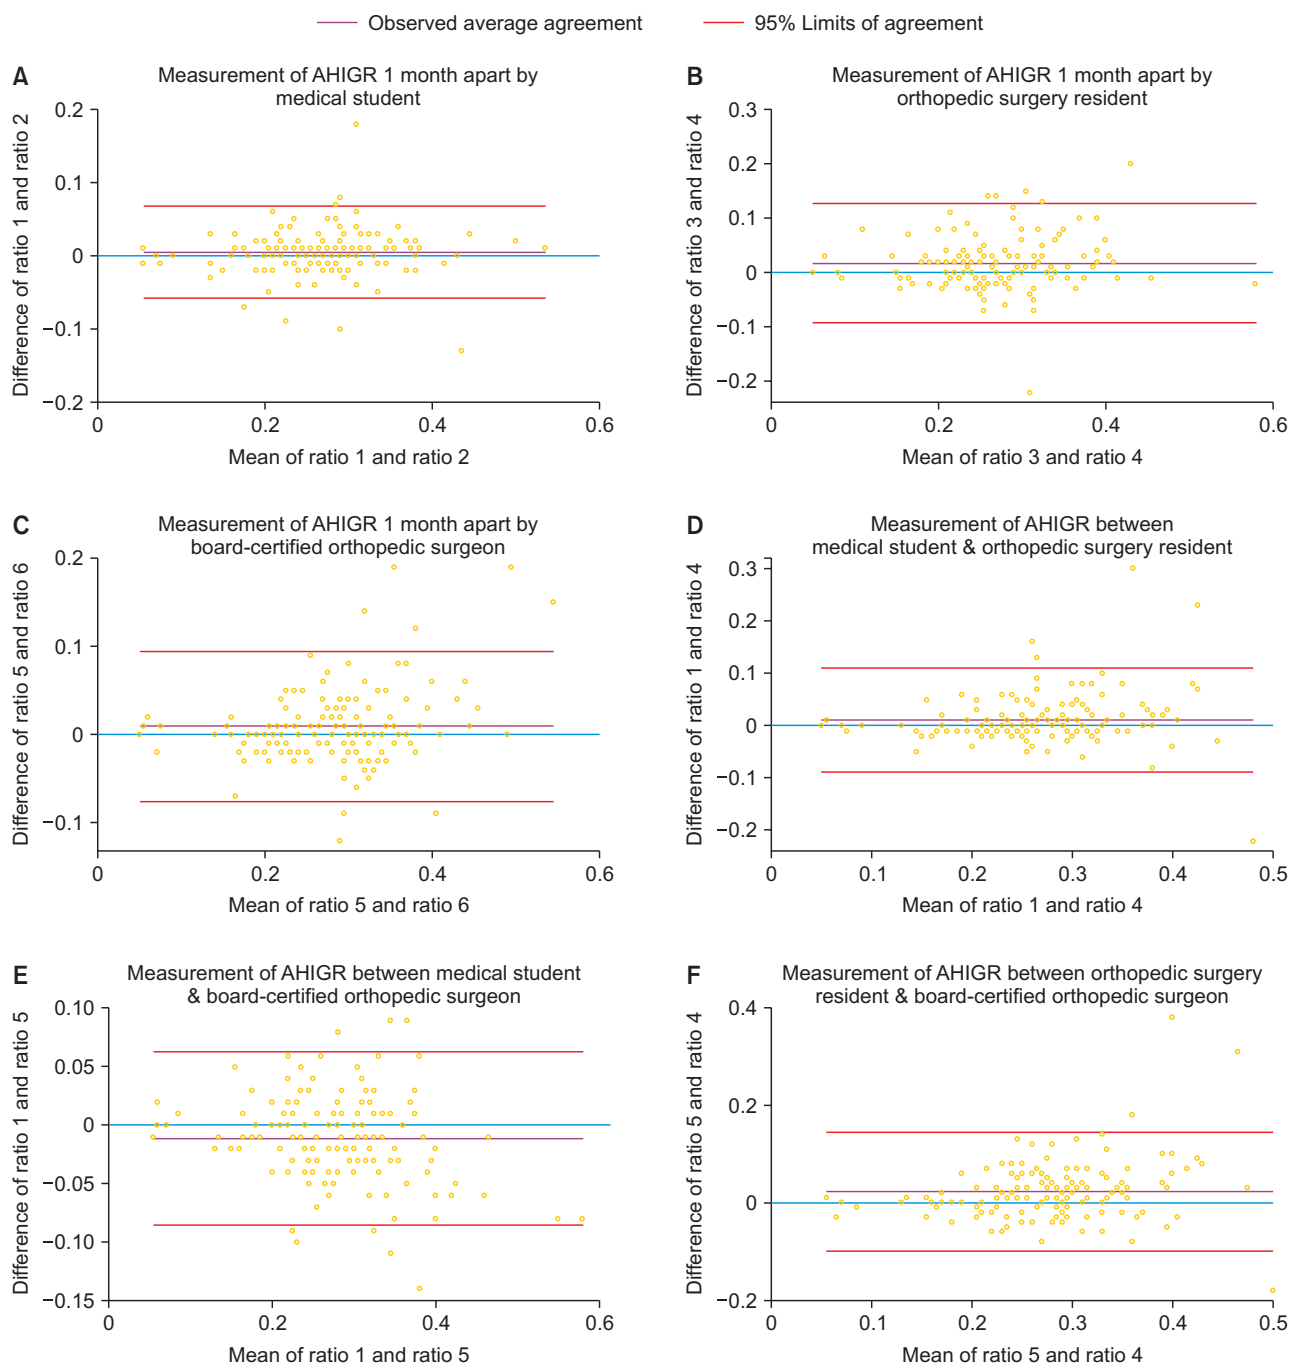 Observed average agreement
95% Limits of agreement
A
Measurement of AHIGR 1 month apart by
medical student
Difference of ratio 1 and ratio 2
0.2
0.1
0
−0.1
−0.2
0
0.2
0.4
0.6
Mean of ratio 1 and ratio 2
B
Measurement of AHIGR 1 month apart by
orthopedic surgery resident
Difference of ratio 3 and ratio 4
0.3
0.2
0.1
0
−0.1
−0.2
0
0.2
0.4
0.6
Mean of ratio 3 and ratio 4
C
Measurement of AHIGR 1 month apart by
board-certified orthopedic surgeon
Difference of ratio 5 and ratio 6
0.2
0.1
0
−0.1
0
0.2
0.4
0.6
Mean of ratio 5 and ratio 6
D
Measurement of AHIGR between
medical student & orthopedic surgery resident
Difference of ratio 1 and ratio 4
0.3
0.2
0.1
0
−0.1
−0.2
0
0.1
0.2
0.3
0.4
0.5
Mean of ratio 1 and ratio 4
E
Measurement of AHIGR between medical student
& board-certified orthopedic surgeon
Difference of ratio 1 and ratio 5
0.10
0.05
0
−0.05
−0.10
−0.15
0
0.2
0.4
0.6
Mean of ratio 1 and ratio 5
F
Measurement of AHIGR between orthopedic surgery
resident & board-certified orthopedic surgeon
Difference of ratio 5 and ratio 4
0.4
0.2
0
−0.2
0
0.1
0.2
0.3
0.4
0.5
Mean of ratio 5 and ratio 4